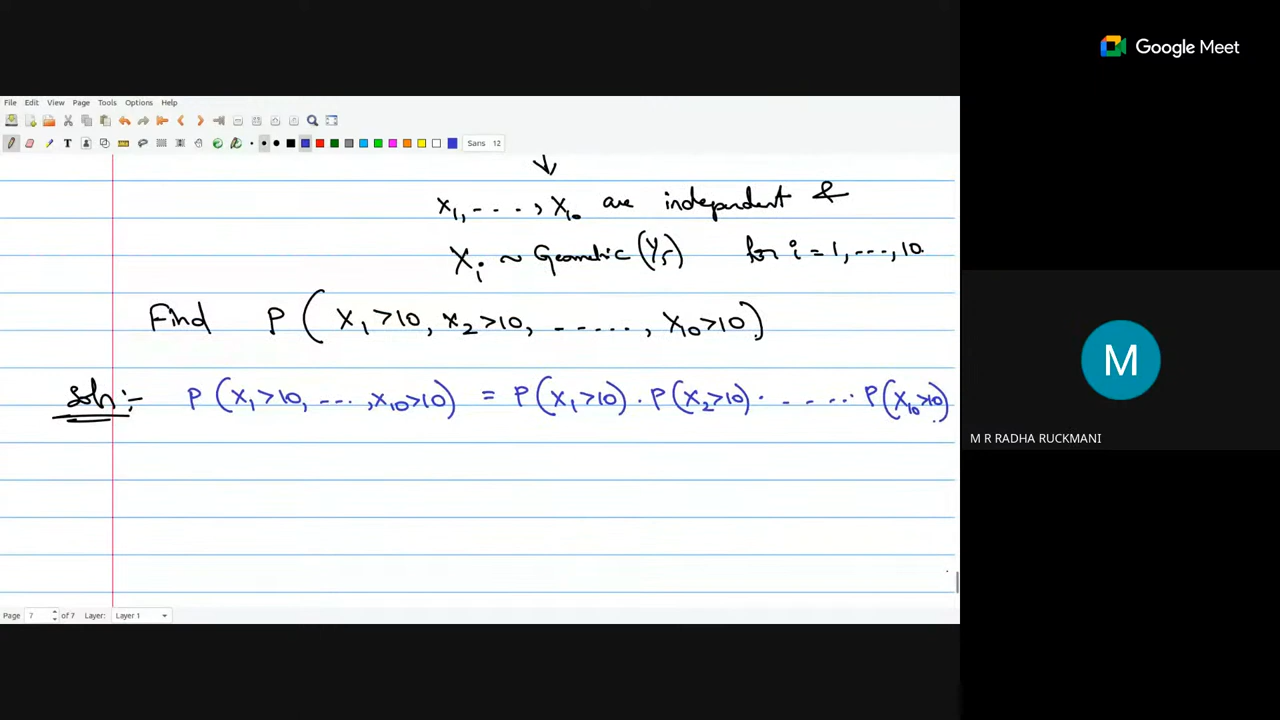 Google Meet
File Edit View Page Tools Options Help
Sans 12
X₁, - - - -, X₁₀ are independent &
Xᵢ ~ Geometric (1/5) for i = 1, ---, 10.
Find P ( X₁ >10, X₂ >10, - - - - -, X₁₀ >10 )
Soln :- P (X₁>10, ---, X₁₀>10) = P(X₁>10) . P(X₂>10) . - - - . . P(X₁₀>10)
M R RADHA RUCKMANI
Page 7 of 7 Layer: Layer 1